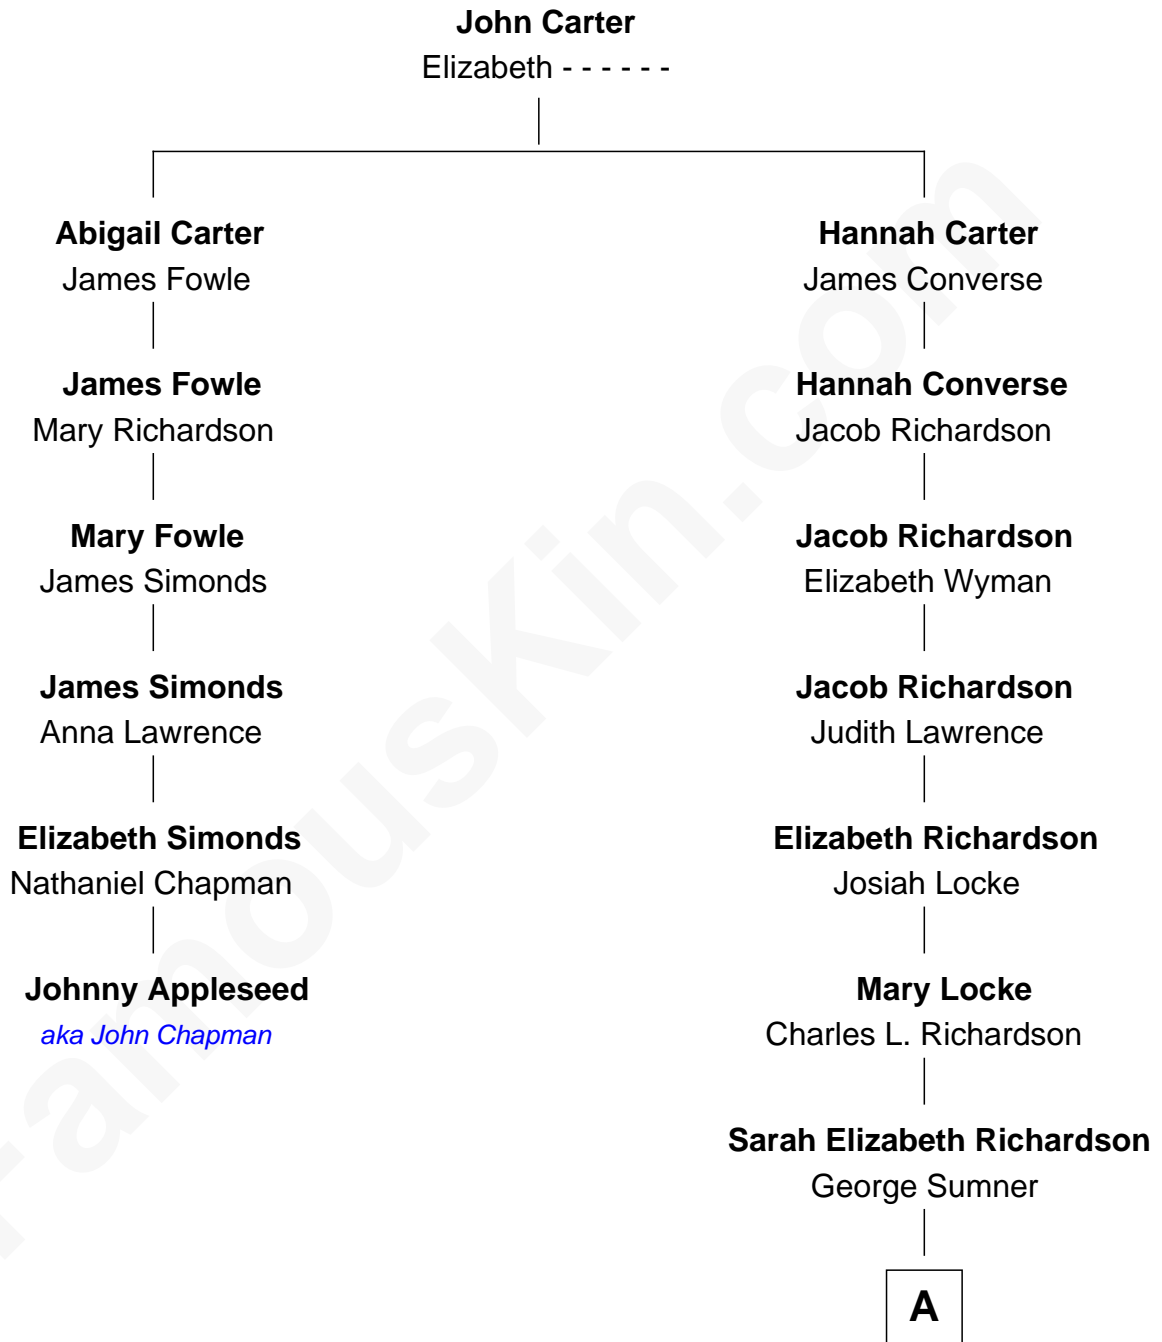 John Carter
Elizabeth - - - - - -
Abigail Carter
James Fowle
Hannah Carter
James Converse
James Fowle
Mary Richardson
Hannah Converse
Jacob Richardson
Mary Fowle
James Simonds
Jacob Richardson
Elizabeth Wyman
James Simonds
Anna Lawrence
Jacob Richardson
Judith Lawrence
Elizabeth Simonds
Nathaniel Chapman
Elizabeth Richardson
Josiah Locke
Johnny Appleseed
aka John Chapman
Mary Locke
Charles L. Richardson
Sarah Elizabeth Richardson
George Sumner
A
FamousKin.com